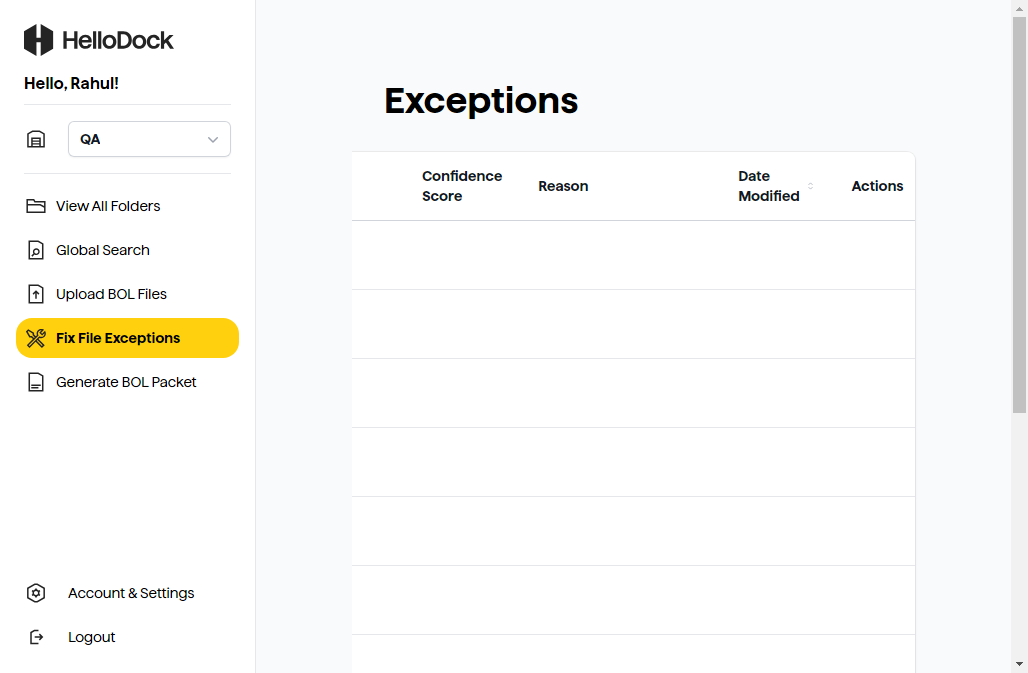 HelloDock
Hello, Rahul!
QA
View All Folders
Global Search
Upload BOL Files
Fix File Exceptions
Generate BOL Packet
Account & Settings
Logout
Exceptions
Confidence
Score
Reason
Date
Modified
Actions